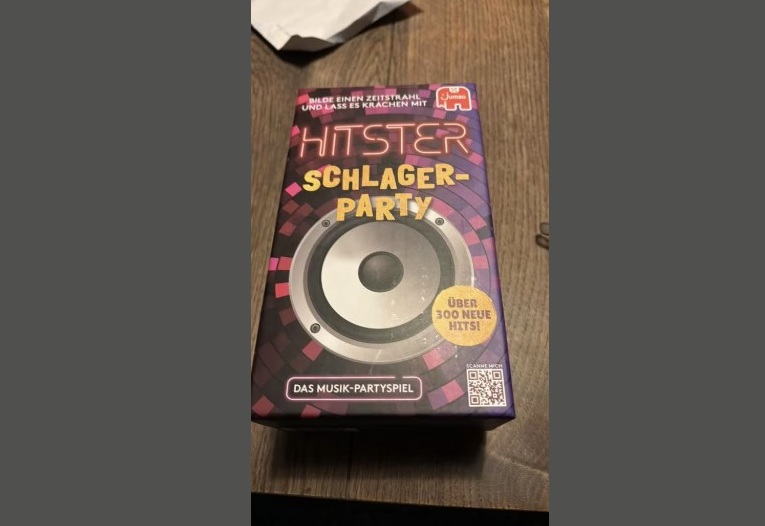 BILDE EINEN ZEITSTRAHL
UND LASS ES KRACHEN MIT
Jumbo
HITSTER
SCHLAGER-
PARTY
ÜBER
300 NEUE
HITS!
SCANNE MICH
DAS MUSIK-PARTYSPIEL